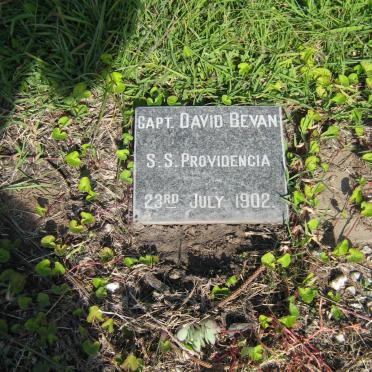 CAPT. DAVID BEVAN
S.S. PROVIDENCIA
23RD JULY 1902.